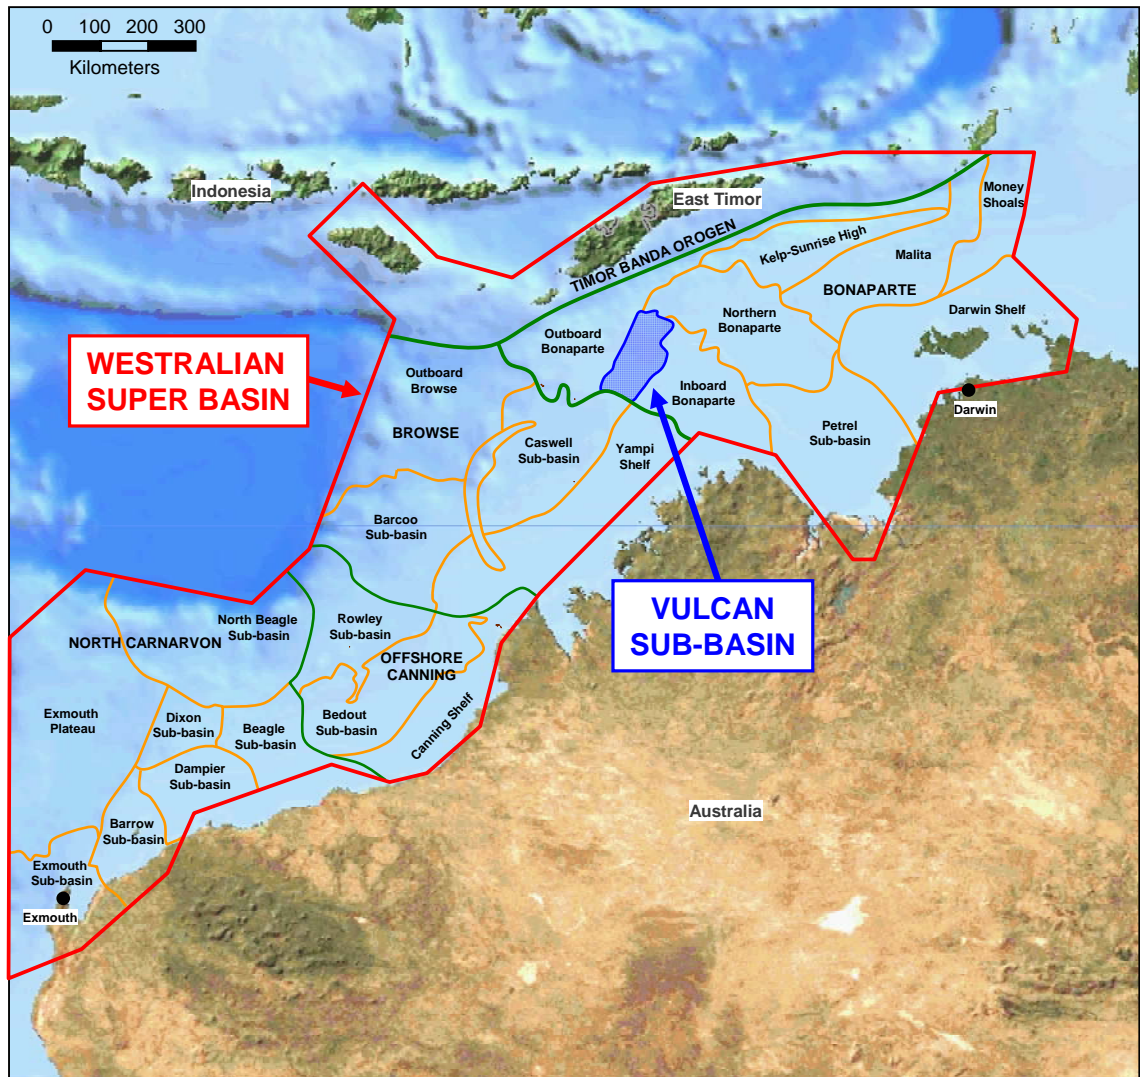 0 100 200 300
Kilometers
Indonesia
East Timor
Money
Shoals
TIMOR BANDA OROGEN
Kelp-Sunrise High
Malita
BONAPARTE
Darwin Shelf
Northern
Bonaparte
Outboard
Bonaparte
WESTRALIAN
SUPER BASIN
Outboard
Browse
Inboard
Bonaparte
Darwin
BROWSE
Caswell
Sub-basin
Yampi
Shelf
Petrel
Sub-basin
Barcoo
Sub-basin
VULCAN
SUB-BASIN
North Beagle
Sub-basin
NORTH CARNARVON
Rowley
Sub-basin
OFFSHORE
CANNING
Exmouth
Plateau
Dixon
Sub-basin
Beagle
Sub-basin
Bedout
Sub-basin
Canning Shelf
Dampier
Sub-basin
Barrow
Sub-basin
Australia
Exmouth
Sub-basin
Exmouth